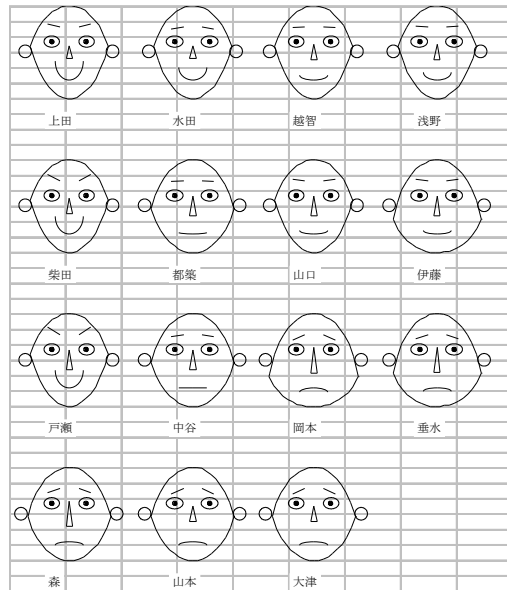 上田 水田 越智 浅野
柴田 都築 山口 伊藤
戸瀬 中谷 岡本 垂水
森 山本 大津